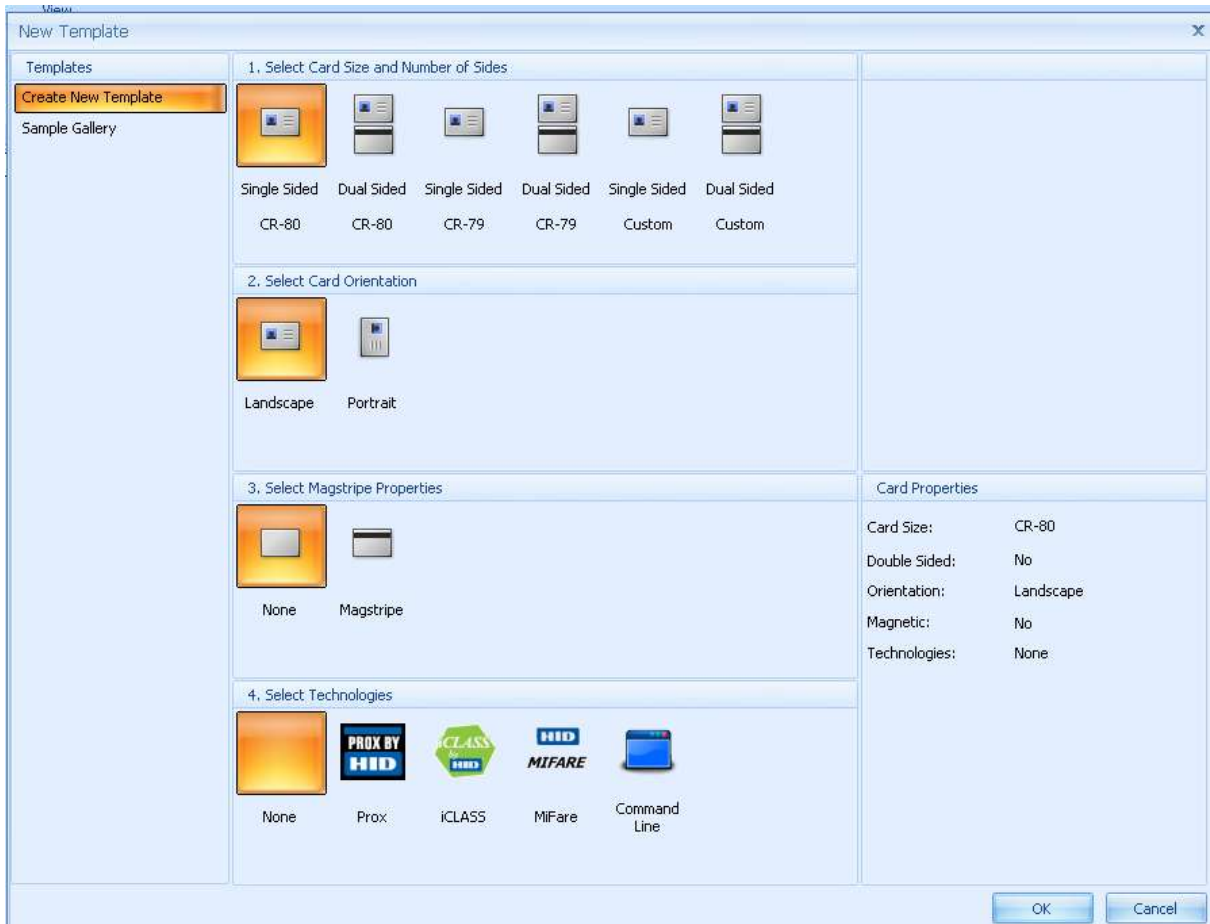 View
New Template
X
Templates
Create New Template
Sample Gallery
1. Select Card Size and Number of Sides
Single Sided Dual Sided Single Sided Dual Sided Single Sided Dual Sided
CR-80 CR-80 CR-79 CR-79 Custom Custom
2. Select Card Orientation
Landscape Portrait
3. Select Magstripe Properties
None Magstripe
4. Select Technologies
PROX BY
HID
iCLASS
by
HID
HID
MIFARE
None Prox iCLASS MiFare Command
Line
Card Properties
Card Size: CR-80
Double Sided: No
Orientation: Landscape
Magnetic: No
Technologies: None
OK Cancel